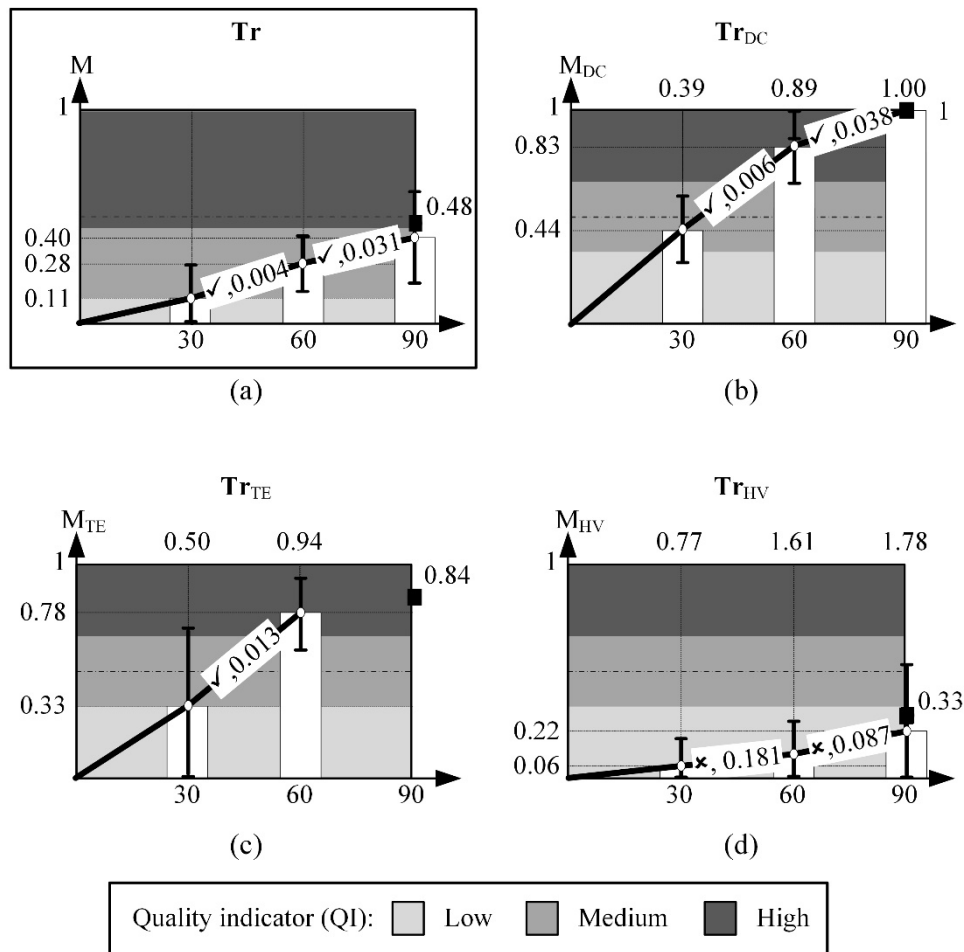 Tr
M
1
0.48
0.40
0.28
0.11
✓,0.004
✓,0.031
30 60 90
(a)
Tr_DC
M_DC
0.39 0.89 1.00
1
1
0.83
0.44
✓,0.006
✓,0.038
30 60 90
(b)
Tr_TE
M_TE
0.50 0.94
1
0.84
0.78
0.33
✓,0.013
30 60 90
(c)
Tr_HV
M_HV
0.77 1.61 1.78
1
0.33
0.22
0.06
×, 0.181
×,0.087
30 60 90
(d)
Quality indicator (QI): Low Medium High